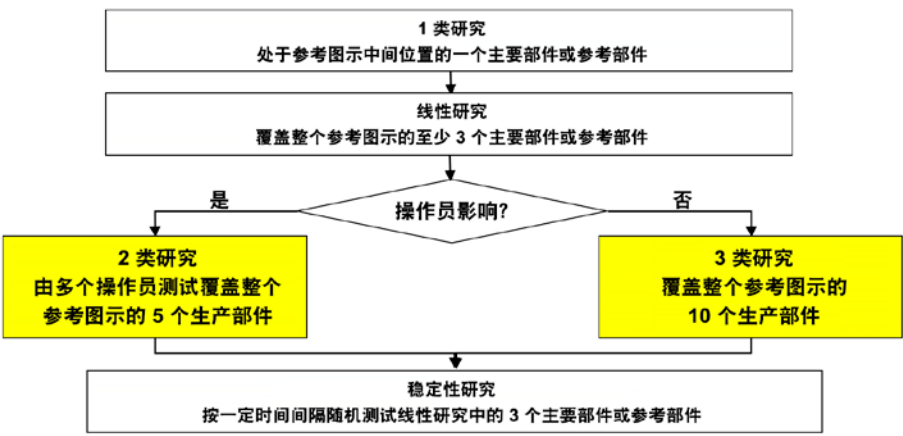 1 类研究
处于参考图示中间位置的一个主要部件或参考部件
线性研究
覆盖整个参考图示的至少 3 个主要部件或参考部件
操作员影响?
是
否
2 类研究
由多个操作员测试覆盖整个
参考图示的 5 个生产部件
3 类研究
覆盖整个参考图示的
10 个生产部件
稳定性研究
按一定时间间隔随机测试线性研究中的 3 个主要部件或参考部件